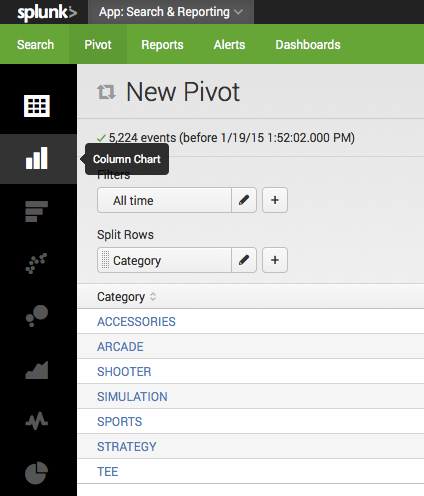 splunk>
App: Search & Reporting
Search Pivot Reports Alerts Dashboards
New Pivot
5,224 events (before 1/19/15 1:52:02.000 PM)
Column Chart
Filters
All time
+
Split Rows
Category
+
Category
ACCESSORIES
ARCADE
SHOOTER
SIMULATION
SPORTS
STRATEGY
TEE